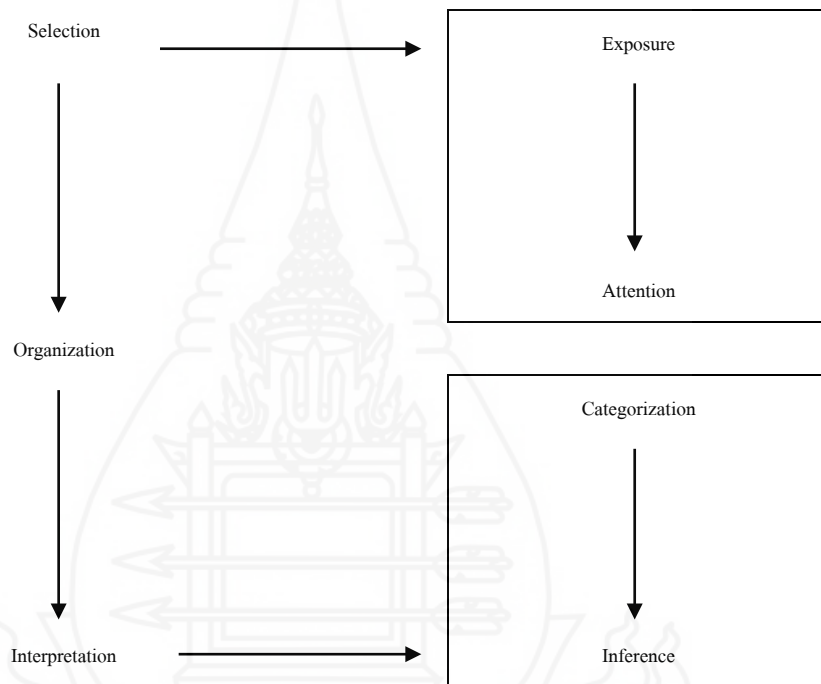 Selection
Exposure
Attention
Organization
Categorization
Interpretation
Inference